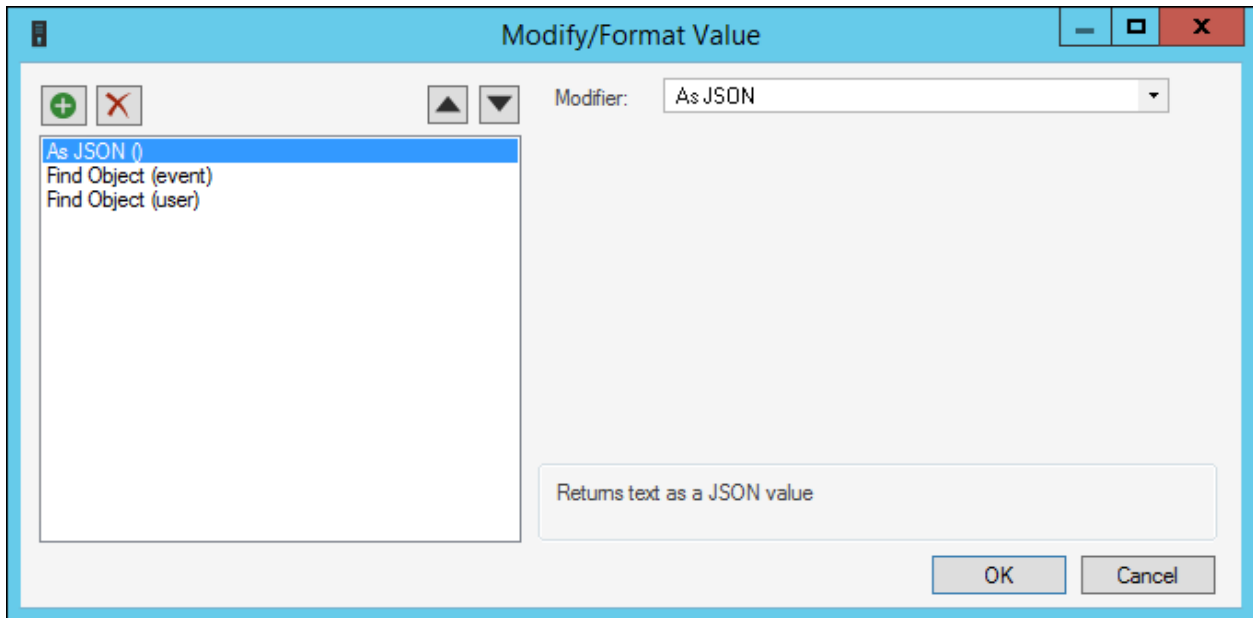 Modify/Format Value
Modifier:
As JSON
As JSON ()
Find Object (event)
Find Object (user)
Returns text as a JSON value
OK
Cancel